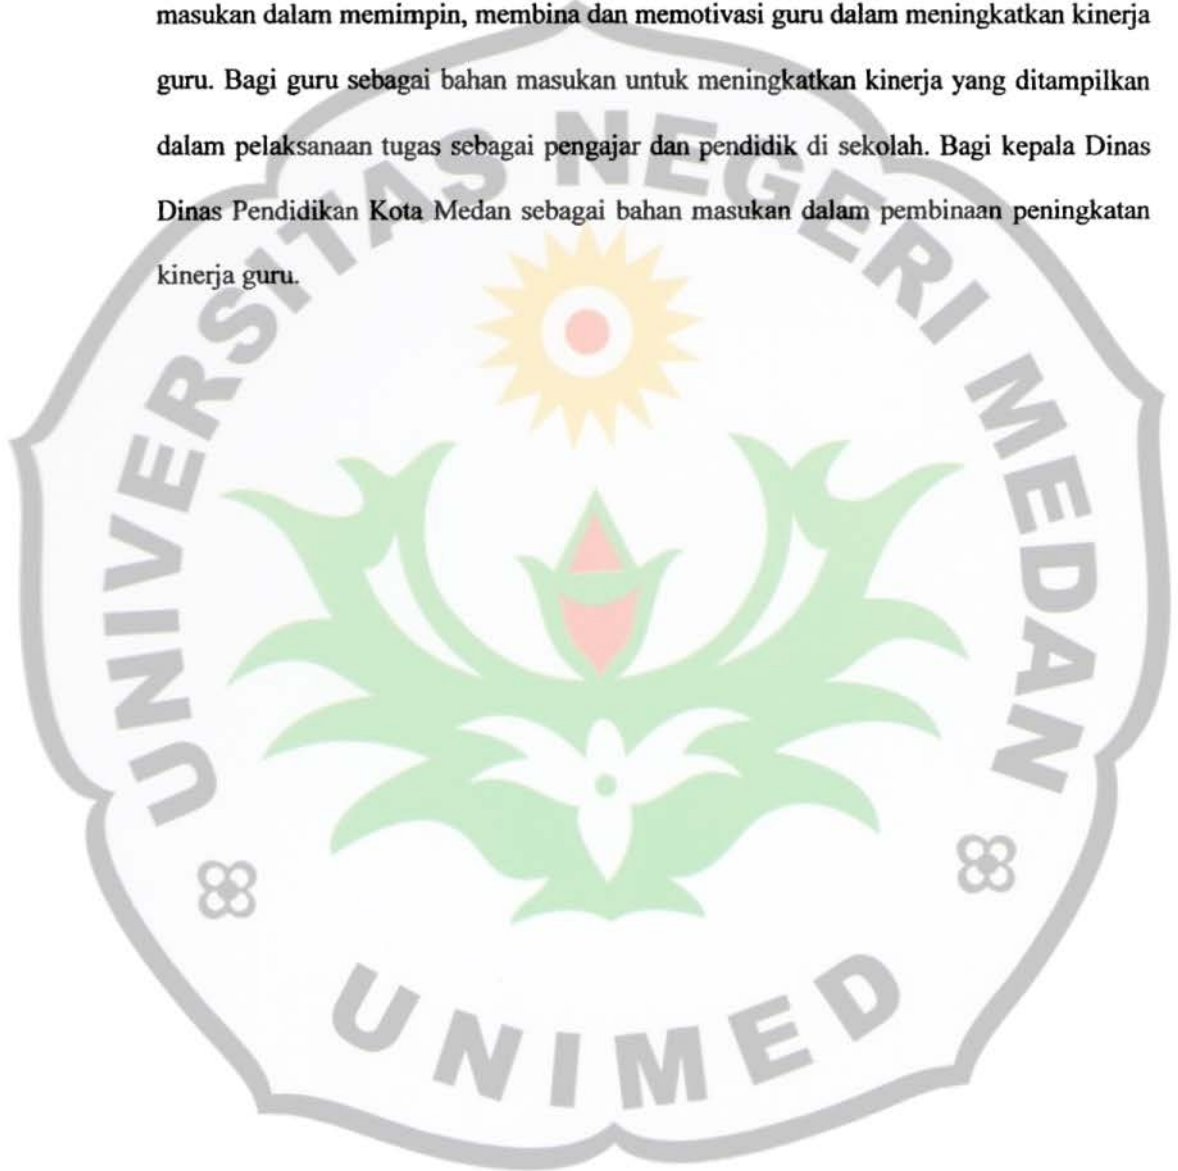 masukan dalam memimpin, membina dan memotivasi guru dalam meningkatkan kinerja
guru. Bagi guru sebagai bahan masukan untuk meningkatkan kinerja yang ditampilkan
dalam pelaksanaan tugas sebagai pengajar dan pendidik di sekolah. Bagi kepala Dinas
Dinas Pendidikan Kota Medan sebagai bahan masukan dalam pembinaan peningkatan
kinerja guru.
UNIVERSITAS NEGERI MEDAN
UNIMED